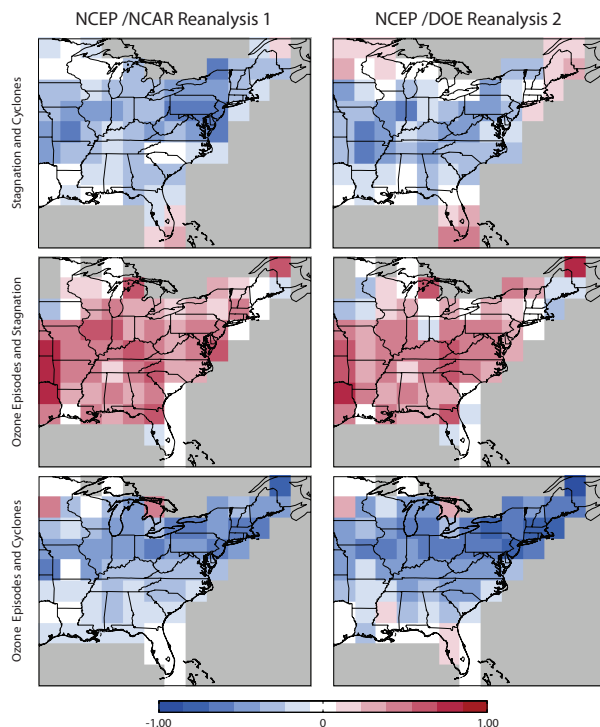 NCEP /NCAR Reanalysis 1
NCEP /DOE Reanalysis 2
Stagnation and Cyclones
Ozone Episodes and Stagnation
Ozone Episodes and Cyclones
-1.00
0
1.00